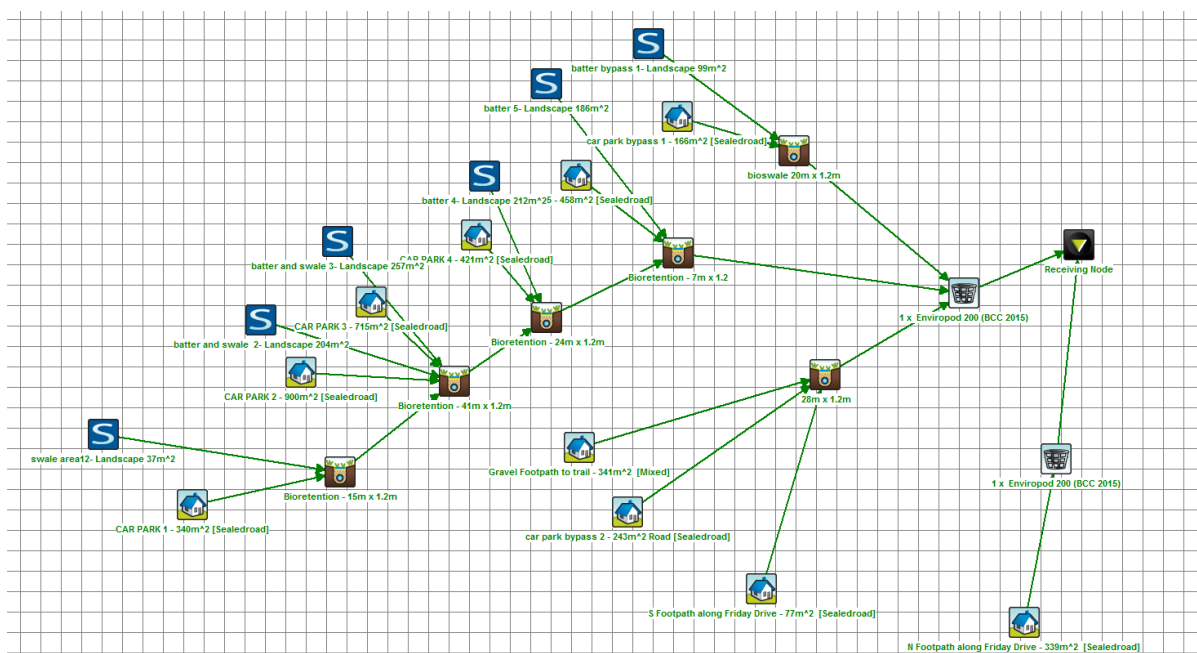 batter bypass 1- Landscape 99m^2
batter 5- Landscape 186m^2
car park bypass 1 - 166m^2 [Sealedroad]
bioswale 20m x 1.2m
batter 4- Landscape 212m^2
5 - 458m^2 [Sealedroad]
CAR PARK 4 - 421m^2 [Sealedroad]
batter and swale 3- Landscape 257m^2
Bioretention - 7m x 1.2
Receiving Node
1 x Enviropod 200 (BCC 2015)
CAR PARK 3 - 715m^2 [Sealedroad]
batter and swale 2- Landscape 204m^2
Bioretention - 24m x 1.2m
CAR PARK 2 - 900m^2 [Sealedroad]
Bioretention - 41m x 1.2m
28m x 1.2m
swale area12- Landscape 37m^2
Gravel Footpath to trail - 341m^2 [Mixed]
1 x Enviropod 200 (BCC 2015)
Bioretention - 15m x 1.2m
CAR PARK 1 - 340m^2 [Sealedroad]
car park bypass 2 - 243m^2 Road [Sealedroad]
S Footpath along Friday Drive - 77m^2 [Sealedroad]
N Footpath along Friday Drive - 339m^2 [Sealedroad]